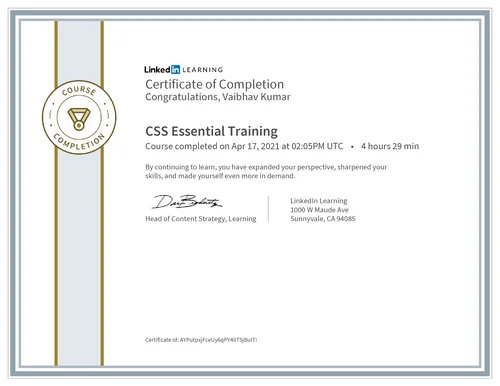 LinkedIn LEARNING
Certificate of Completion
Congratulations, Vaibhav Kumar
COURSE
COMPLETION
CSS Essential Training
Course completed on Apr 17, 2021 at 02:05PM UTC • 4 hours 29 min
By continuing to learn, you have expanded your perspective, sharpened your
skills, and made yourself even more in demand.
Head of Content Strategy, Learning
LinkedIn Learning
1000 W Maude Ave
Sunnyvale, CA 94085
Certificate Id: